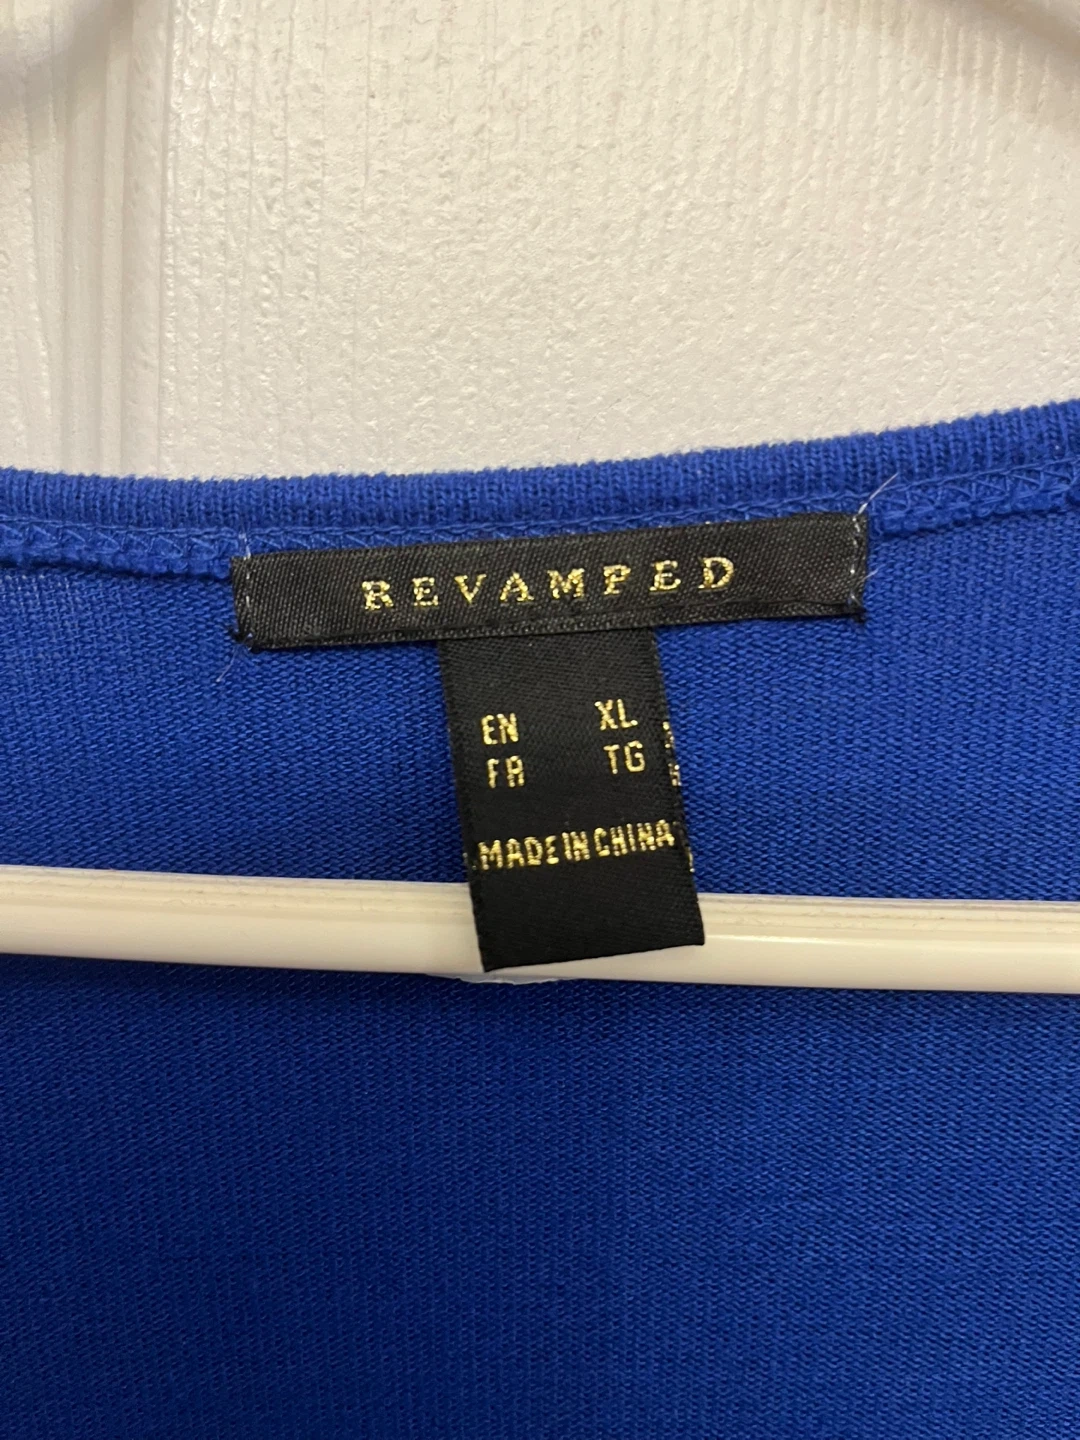 REVAMPED
EN XL
FR TG
MADE IN CHINA